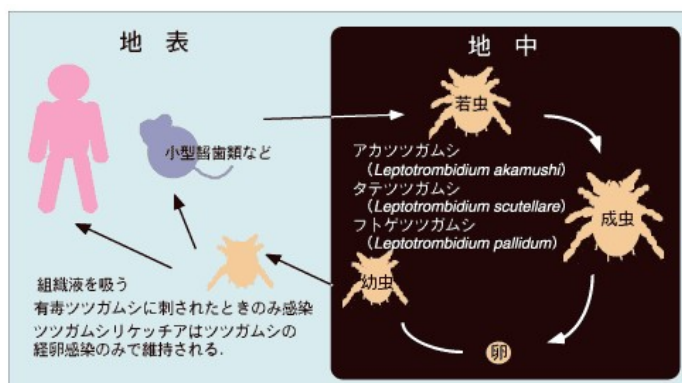 地表
地中
若虫
小型齧歯類など
アカツツガムシ
（Leptotrombidium akamushi）
タテツツガムシ
（Leptotrombidium scutellare）
フトゲツツガムシ
（Leptotrombidium pallidum）
成虫
幼虫
卵
組織液を吸う
有毒ツツガムシに刺されたときのみ感染
ツツガムシリケッチアはツツガムシの
経卵感染のみで維持される.